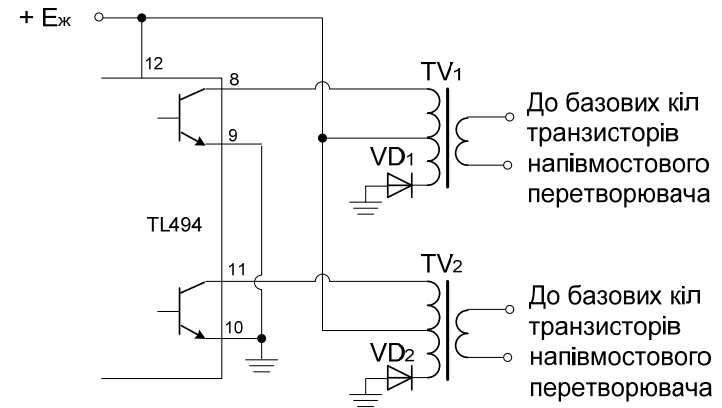 + Eж
12
8
TV1
До базових кіл
транзисторів
напівмостового
перетворювача
9
VD1
TL494
11
TV2
До базових кіл
транзисторів
напівмостового
перетворювача
10
VD2